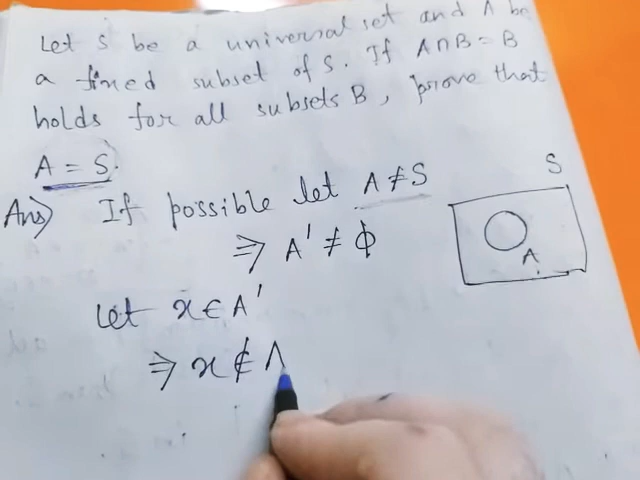 Let S be a universal set and A be
a fixed subset of S. If A∩B = B
holds for all subsets B, prove that
A = S.
Ans) If possible let A ≠ S
⇒ A' ≠ ϕ
Let x ∈ A'
⇒ x ∉ A
S
A